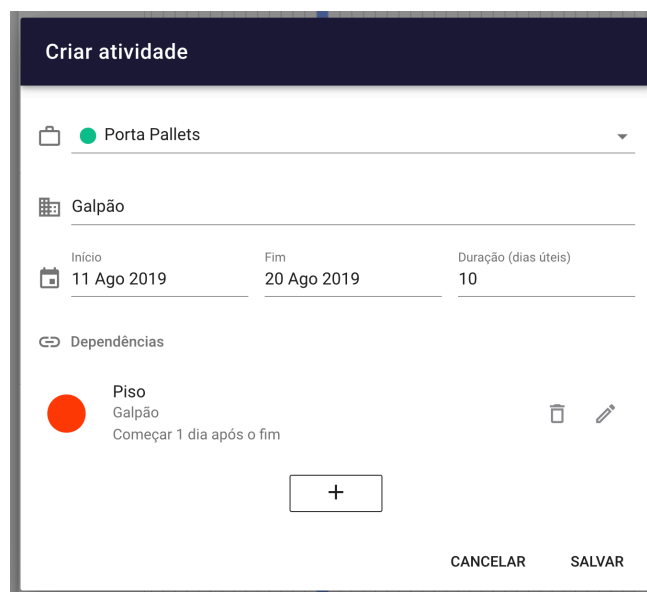 Criar atividade
Porta Pallets
Galpão
Início Fim Duração (dias úteis)
11 Ago 2019 20 Ago 2019 10
Dependências
Piso
Galpão
Começar 1 dia após o fim
+
CANCELAR SALVAR